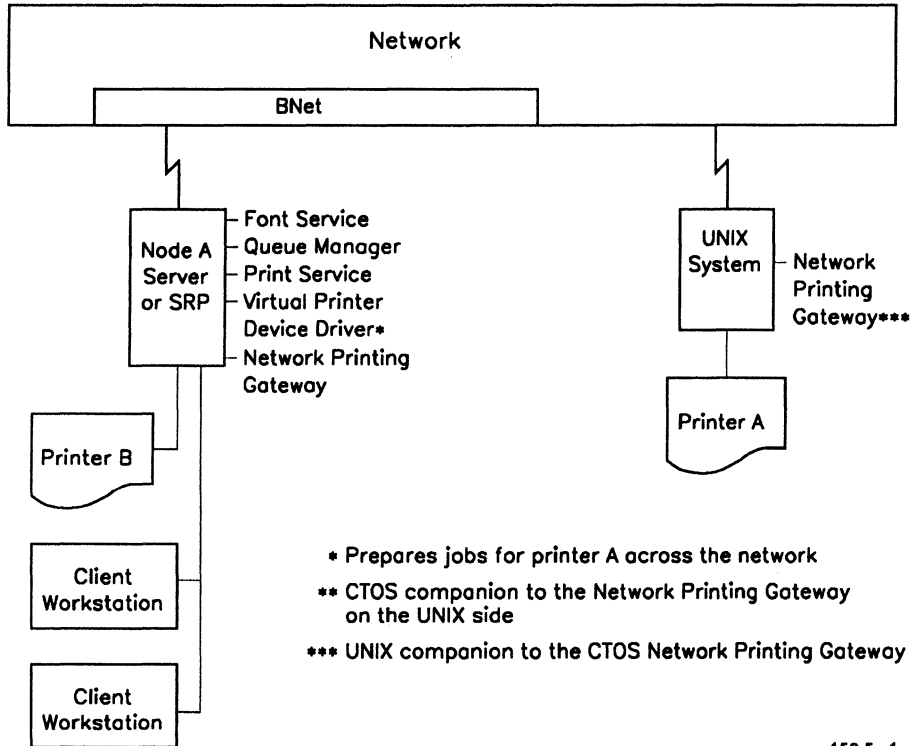 Network
BNet
Node A
Server
or SRP
Font Service
Queue Manager
Print Service
Virtual Printer
Device Driver*
Network Printing
Gateway
UNIX
System
Network
Printing
Gateway***
Printer B
Printer A
Client
Workstation
Client
Workstation
* Prepares jobs for printer A across the network
** CTOS companion to the Network Printing Gateway
on the UNIX side
*** UNIX companion to the CTOS Network Printing Gateway